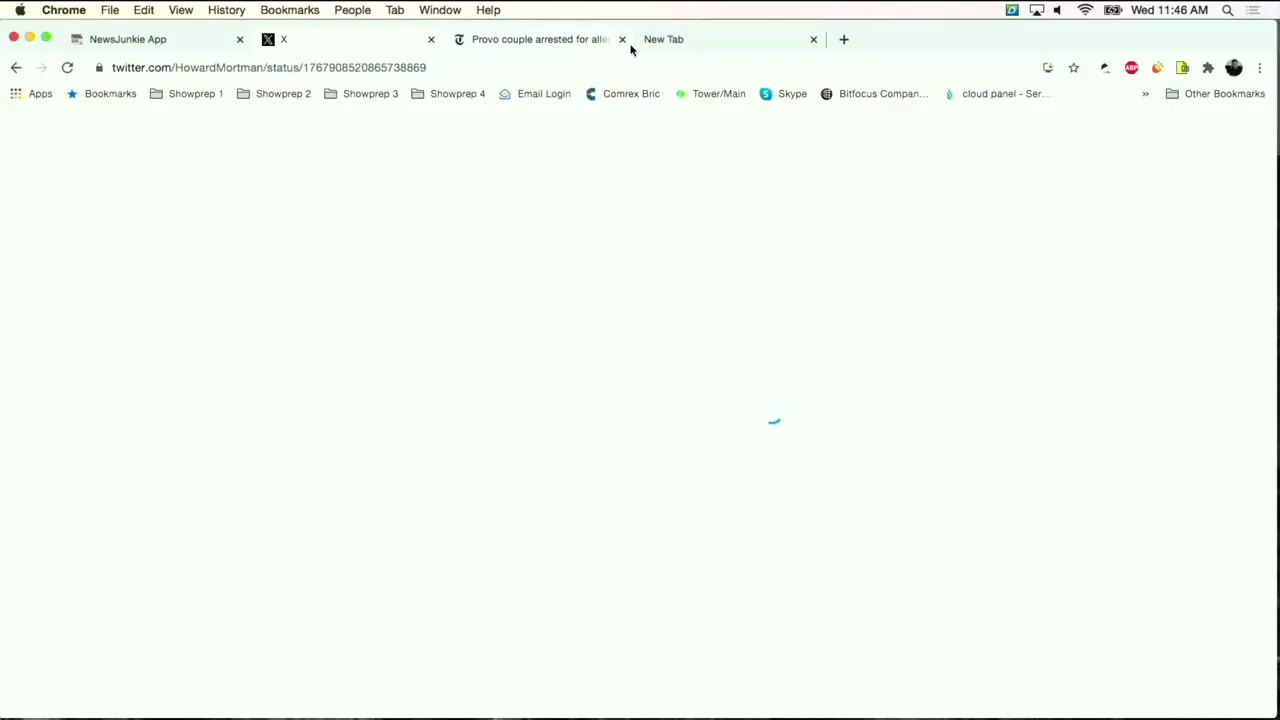 Chrome File Edit View History Bookmarks People Tab Window Help Wed 11:46 AM
NewsJunkie App X Provo couple arrested for alle New Tab
twitter.com/HowardMortman/status/1767908520865738869 ABP
Apps Bookmarks Showprep 1 Showprep 2 Showprep 3 Showprep 4 Email Login Comrex Bric Tower/Main Skype Bitfocus Compan... cloud panel - Ser... » Other Bookmarks